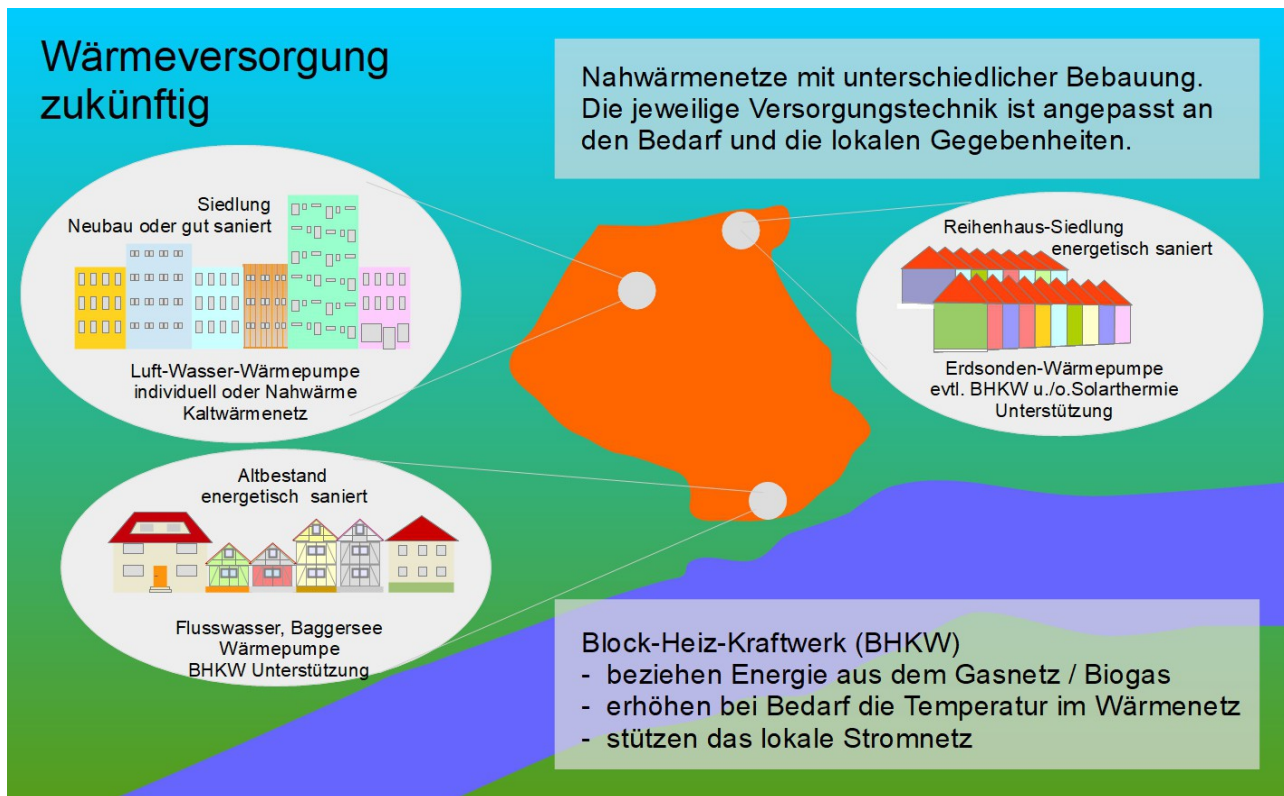 Wärmeversorgung
zukünftig
Nahwärmenetze mit unterschiedlicher Bebauung.
Die jeweilige Versorgungstechnik ist angepasst an
den Bedarf und die lokalen Gegebenheiten.
Siedlung
Neubau oder gut saniert
Luft-Wasser-Wärmepumpe
individuell oder Nahwärme
Kaltwärmenetz
Reihenhaus-Siedlung
energetisch saniert
Erdsonden-Wärmepumpe
evtl. BHKW u./o.Solarthermie
Unterstützung
Altbestand
energetisch saniert
Flusswasser, Baggersee
Wärmepumpe
BHKW Unterstützung
Block-Heiz-Kraftwerk (BHKW)
- beziehen Energie aus dem Gasnetz / Biogas
- erhöhen bei Bedarf die Temperatur im Wärmenetz
- stützen das lokale Stromnetz